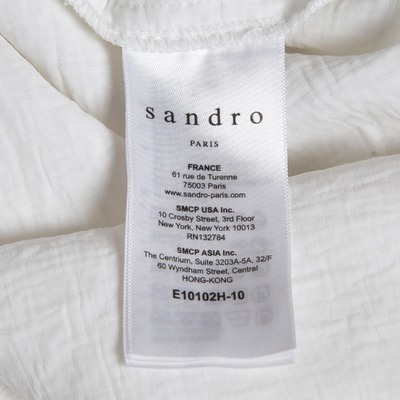 sandro
PARIS
FRANCE
61 rue de Turenne
75003 Paris
www.sandro-paris.com
SMCP USA Inc.
10 Crosby Street, 3rd Floor
New York, New York 10013
RN132784
SMCP ASIA Inc.
The Centrium, Suite 3203A-5A, 32/F
60 Wyndham Street, Central
HONG-KONG
E10102H-10